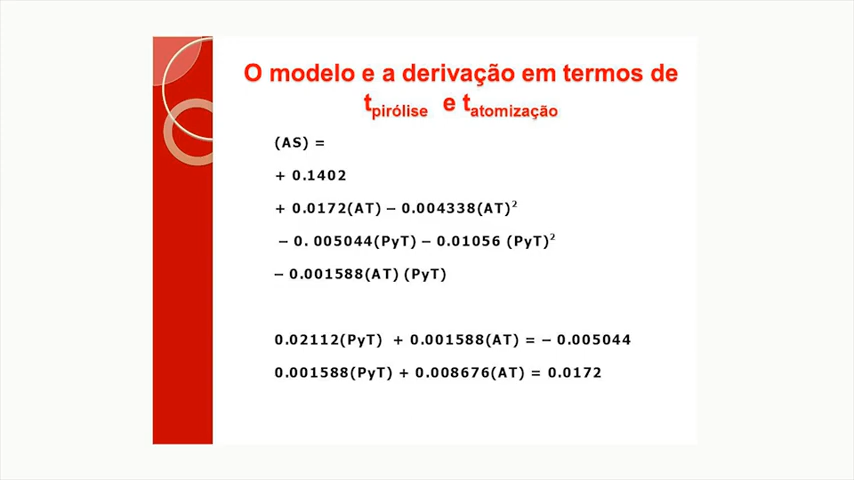 O modelo e a derivação em termos de
tpirólise e tatomização
(AS) =
+ 0.1402
+ 0.0172(AT) – 0.004338(AT)²
– 0. 005044(PyT) – 0.01056 (PyT)²
– 0.001588(AT) (PyT)
0.02112(PyT) + 0.001588(AT) = – 0.005044
0.001588(PyT) + 0.008676(AT) = 0.0172